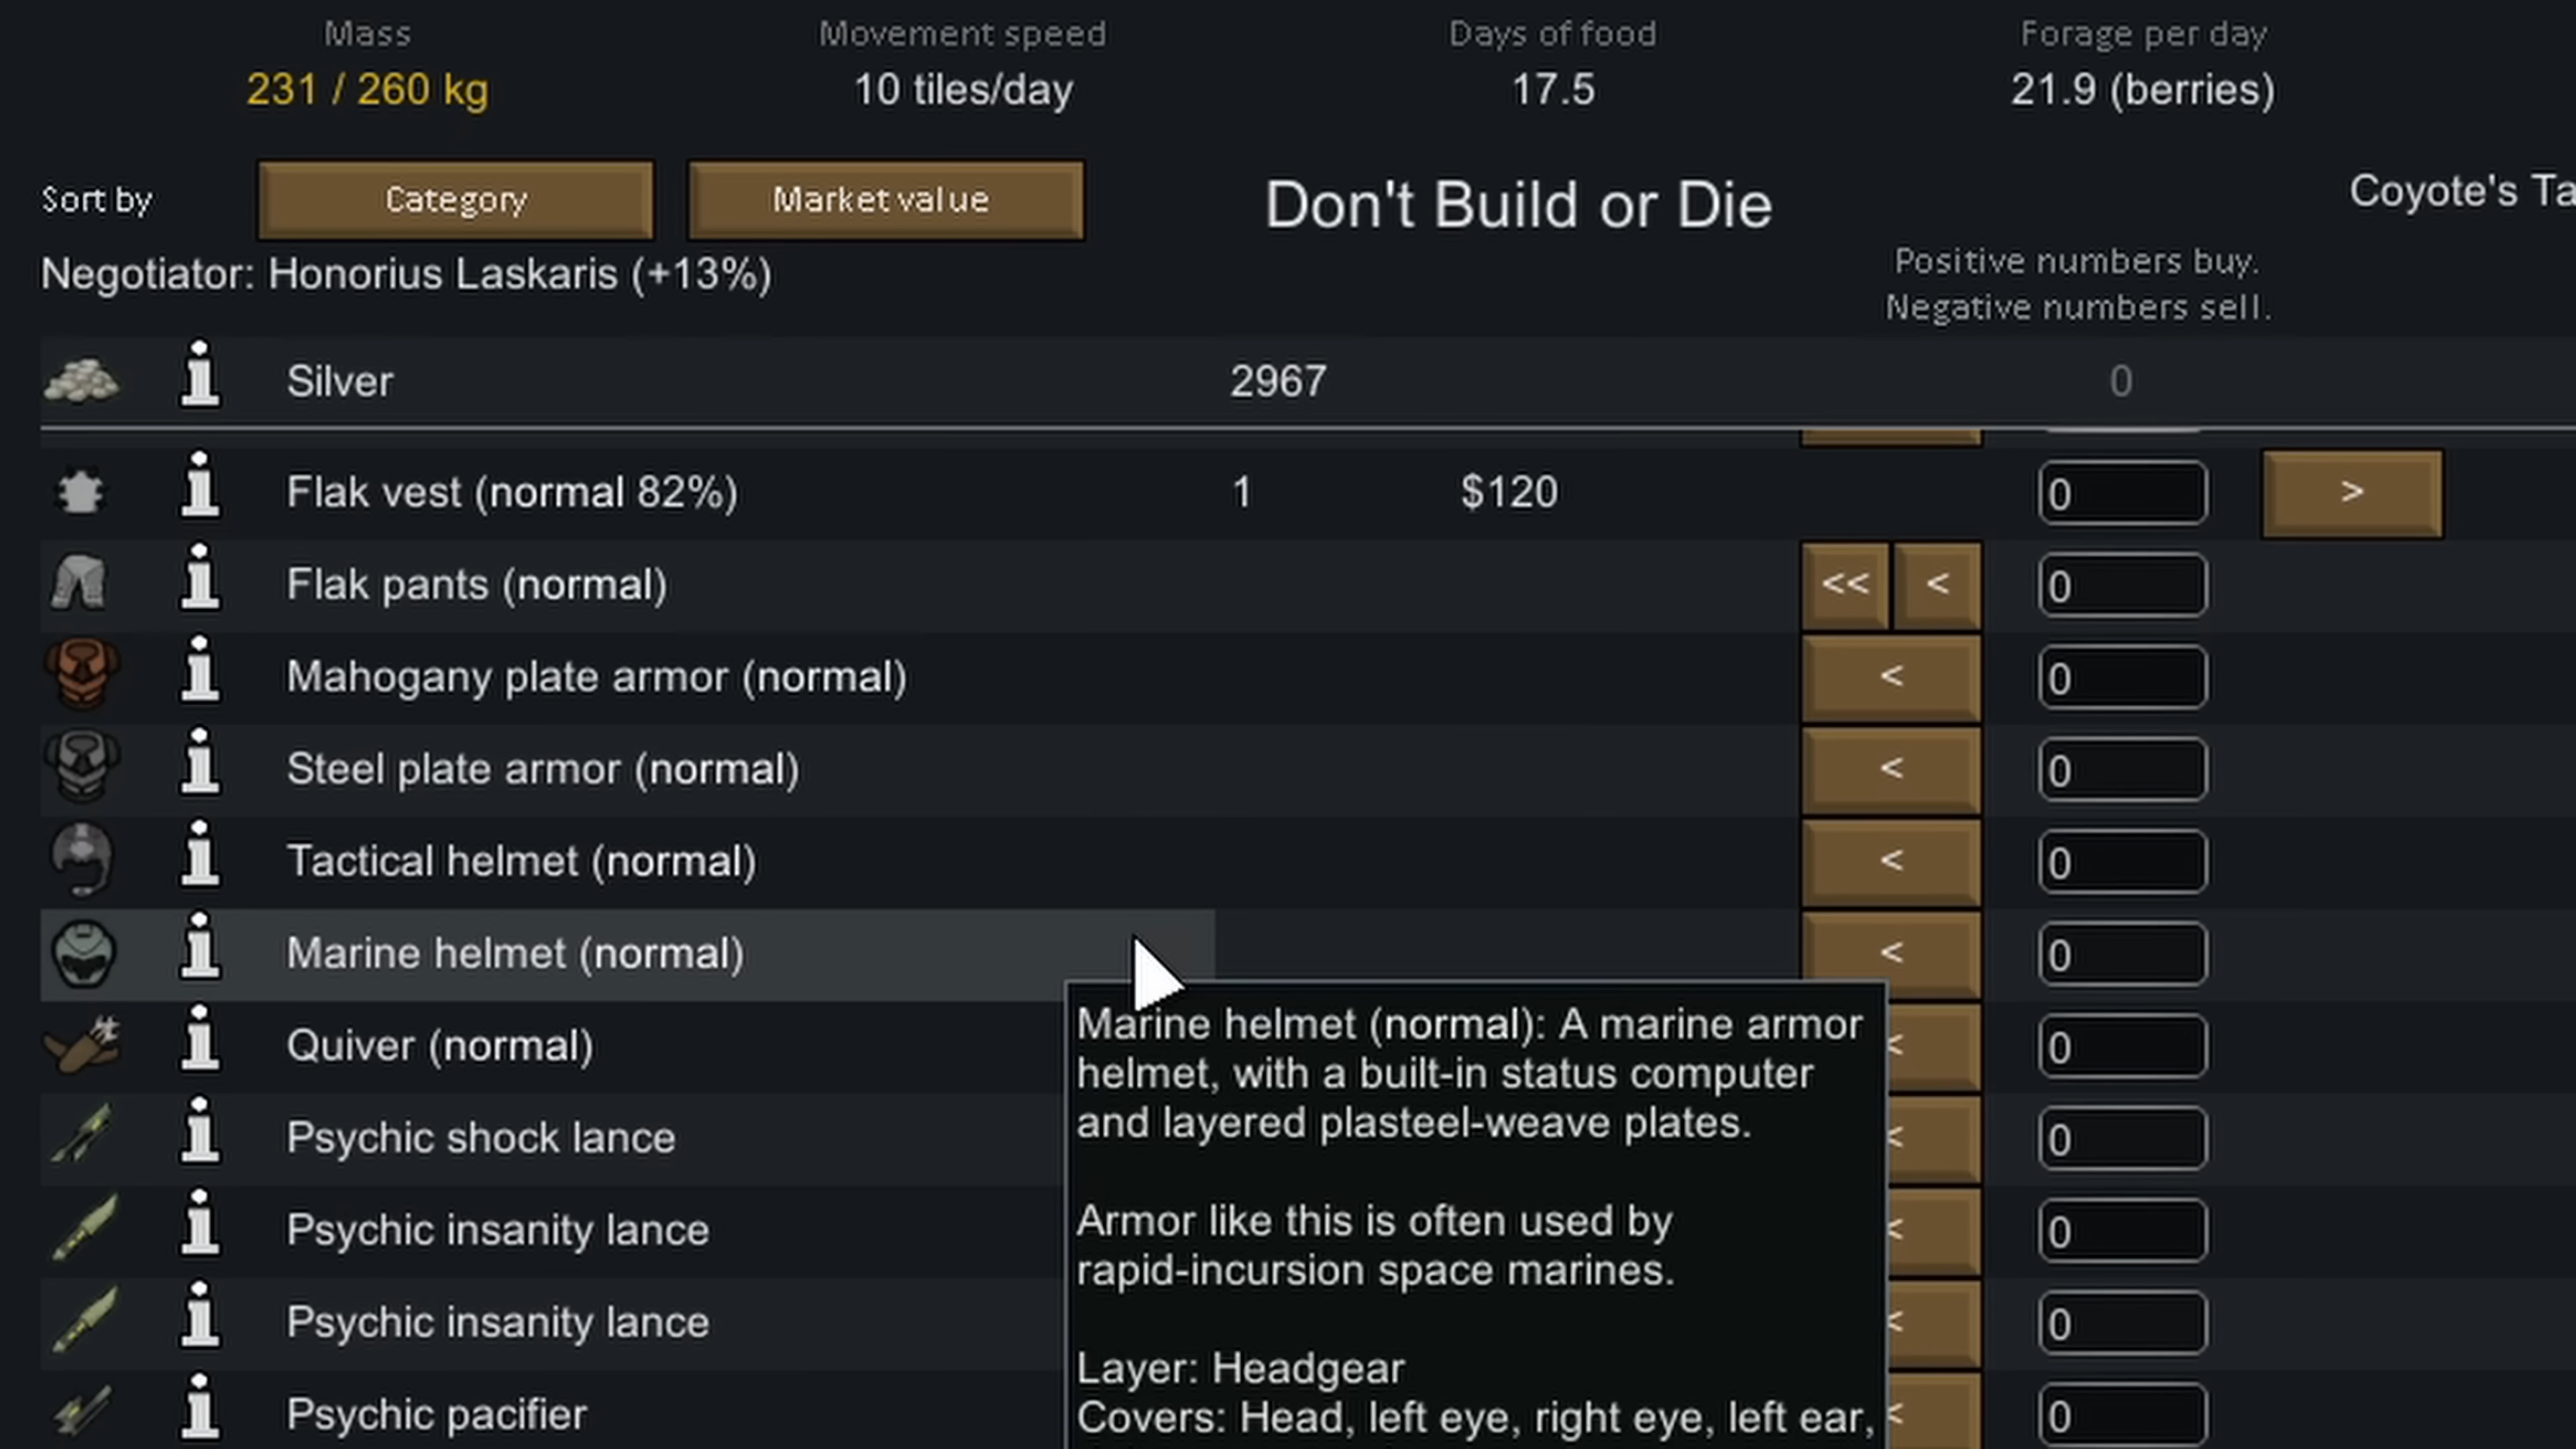 Mass Movement speed Days of food Forage per day
231 / 260 kg 10 tiles/day 17.5 21.9 (berries)
Sort by Category Market value Don't Build or Die Coyote's
Negotiator: Honorius Laskaris (+13%)
Positive numbers buy.
Negative numbers sell.
Silver 2967 0
Flak vest (normal 82%) 1 $120 0 >
Flak pants (normal) << < 0
Mahogany plate armor (normal) < 0
Steel plate armor (normal) < 0
Tactical helmet (normal) < 0
Marine helmet (normal) < 0
Quiver (normal) < 0
Psychic shock lance < 0
Psychic insanity lance < 0
Psychic insanity lance < 0
Psychic pacifier < 0
Marine helmet (normal): A marine armor
helmet, with a built-in status computer
and layered plasteel-weave plates.
Armor like this is often used by
rapid-incursion space marines.
Layer: Headgear
Covers: Head, left eye, right eye, left ear,